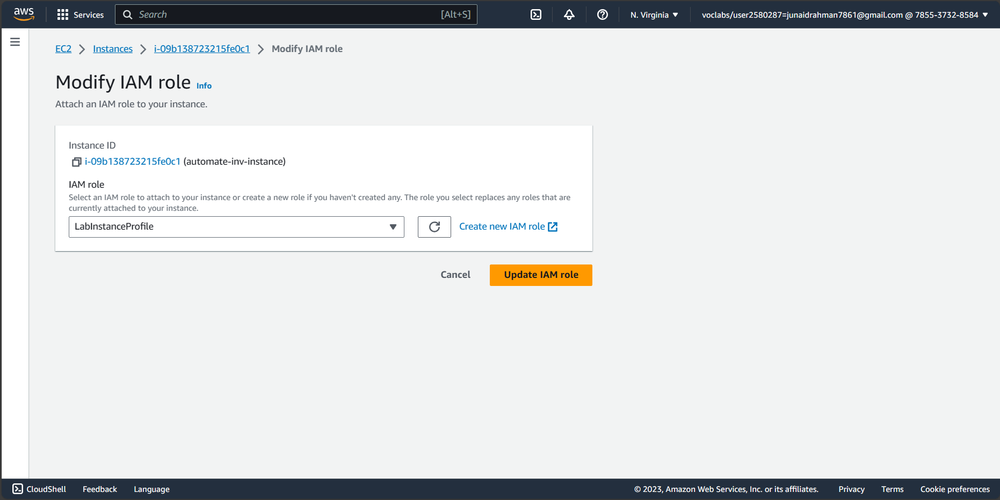 aws
Services
Search [Alt+S]
N. Virginia
voclabs/user2580287=junaidrahman7861@gmail.com @ 7855-3732-8584
EC2 Instances i-09b138723215fe0c1 Modify IAM role
Modify IAM role Info
Attach an IAM role to your instance.
Instance ID
i-09b138723215fe0c1 (automate-inv-instance)
IAM role
Select an IAM role to attach to your instance or create a new role if you haven't created any. The role you select replaces any roles that are
currently attached to your instance.
LabInstanceProfile
Create new IAM role
Cancel
Update IAM role
CloudShell
Feedback
Language
© 2023, Amazon Web Services, Inc. or its affiliates.
Privacy
Terms
Cookie preferences